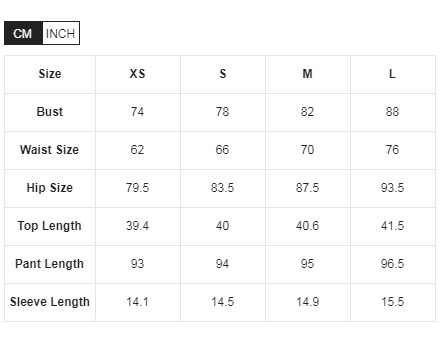 CM INCH
Size XS S M L
Bust 74 78 82 88
Waist Size 62 66 70 76
Hip Size 79.5 83.5 87.5 93.5
Top Length 39.4 40 40.6 41.5
Pant Length 93 94 95 96.5
Sleeve Length 14.1 14.5 14.9 15.5